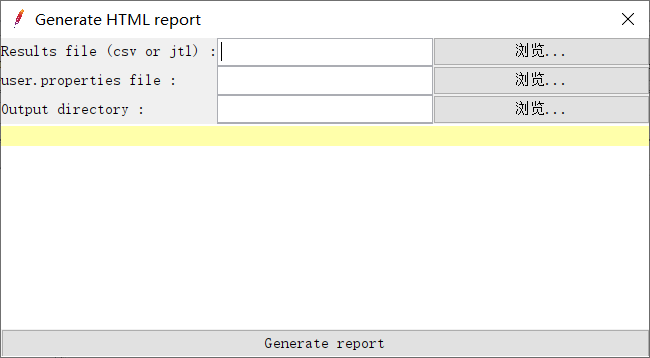 Generate HTML report
Results file (csv or jtl) : 浏览...
user.properties file : 浏览...
Output directory : 浏览...
Generate report